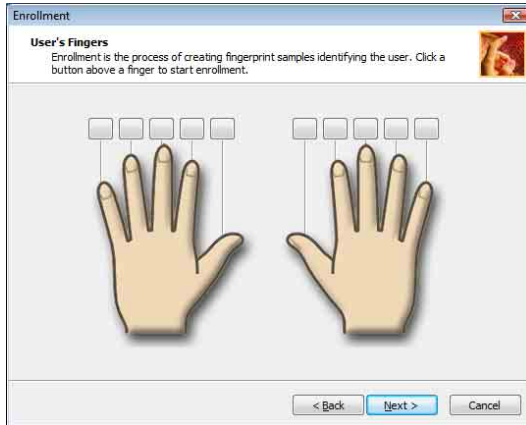 Enrollment
User's Fingers
Enrollment is the process of creating fingerprint samples identifying the user. Click a
button above a finger to start enrollment.
< Back
Next >
Cancel